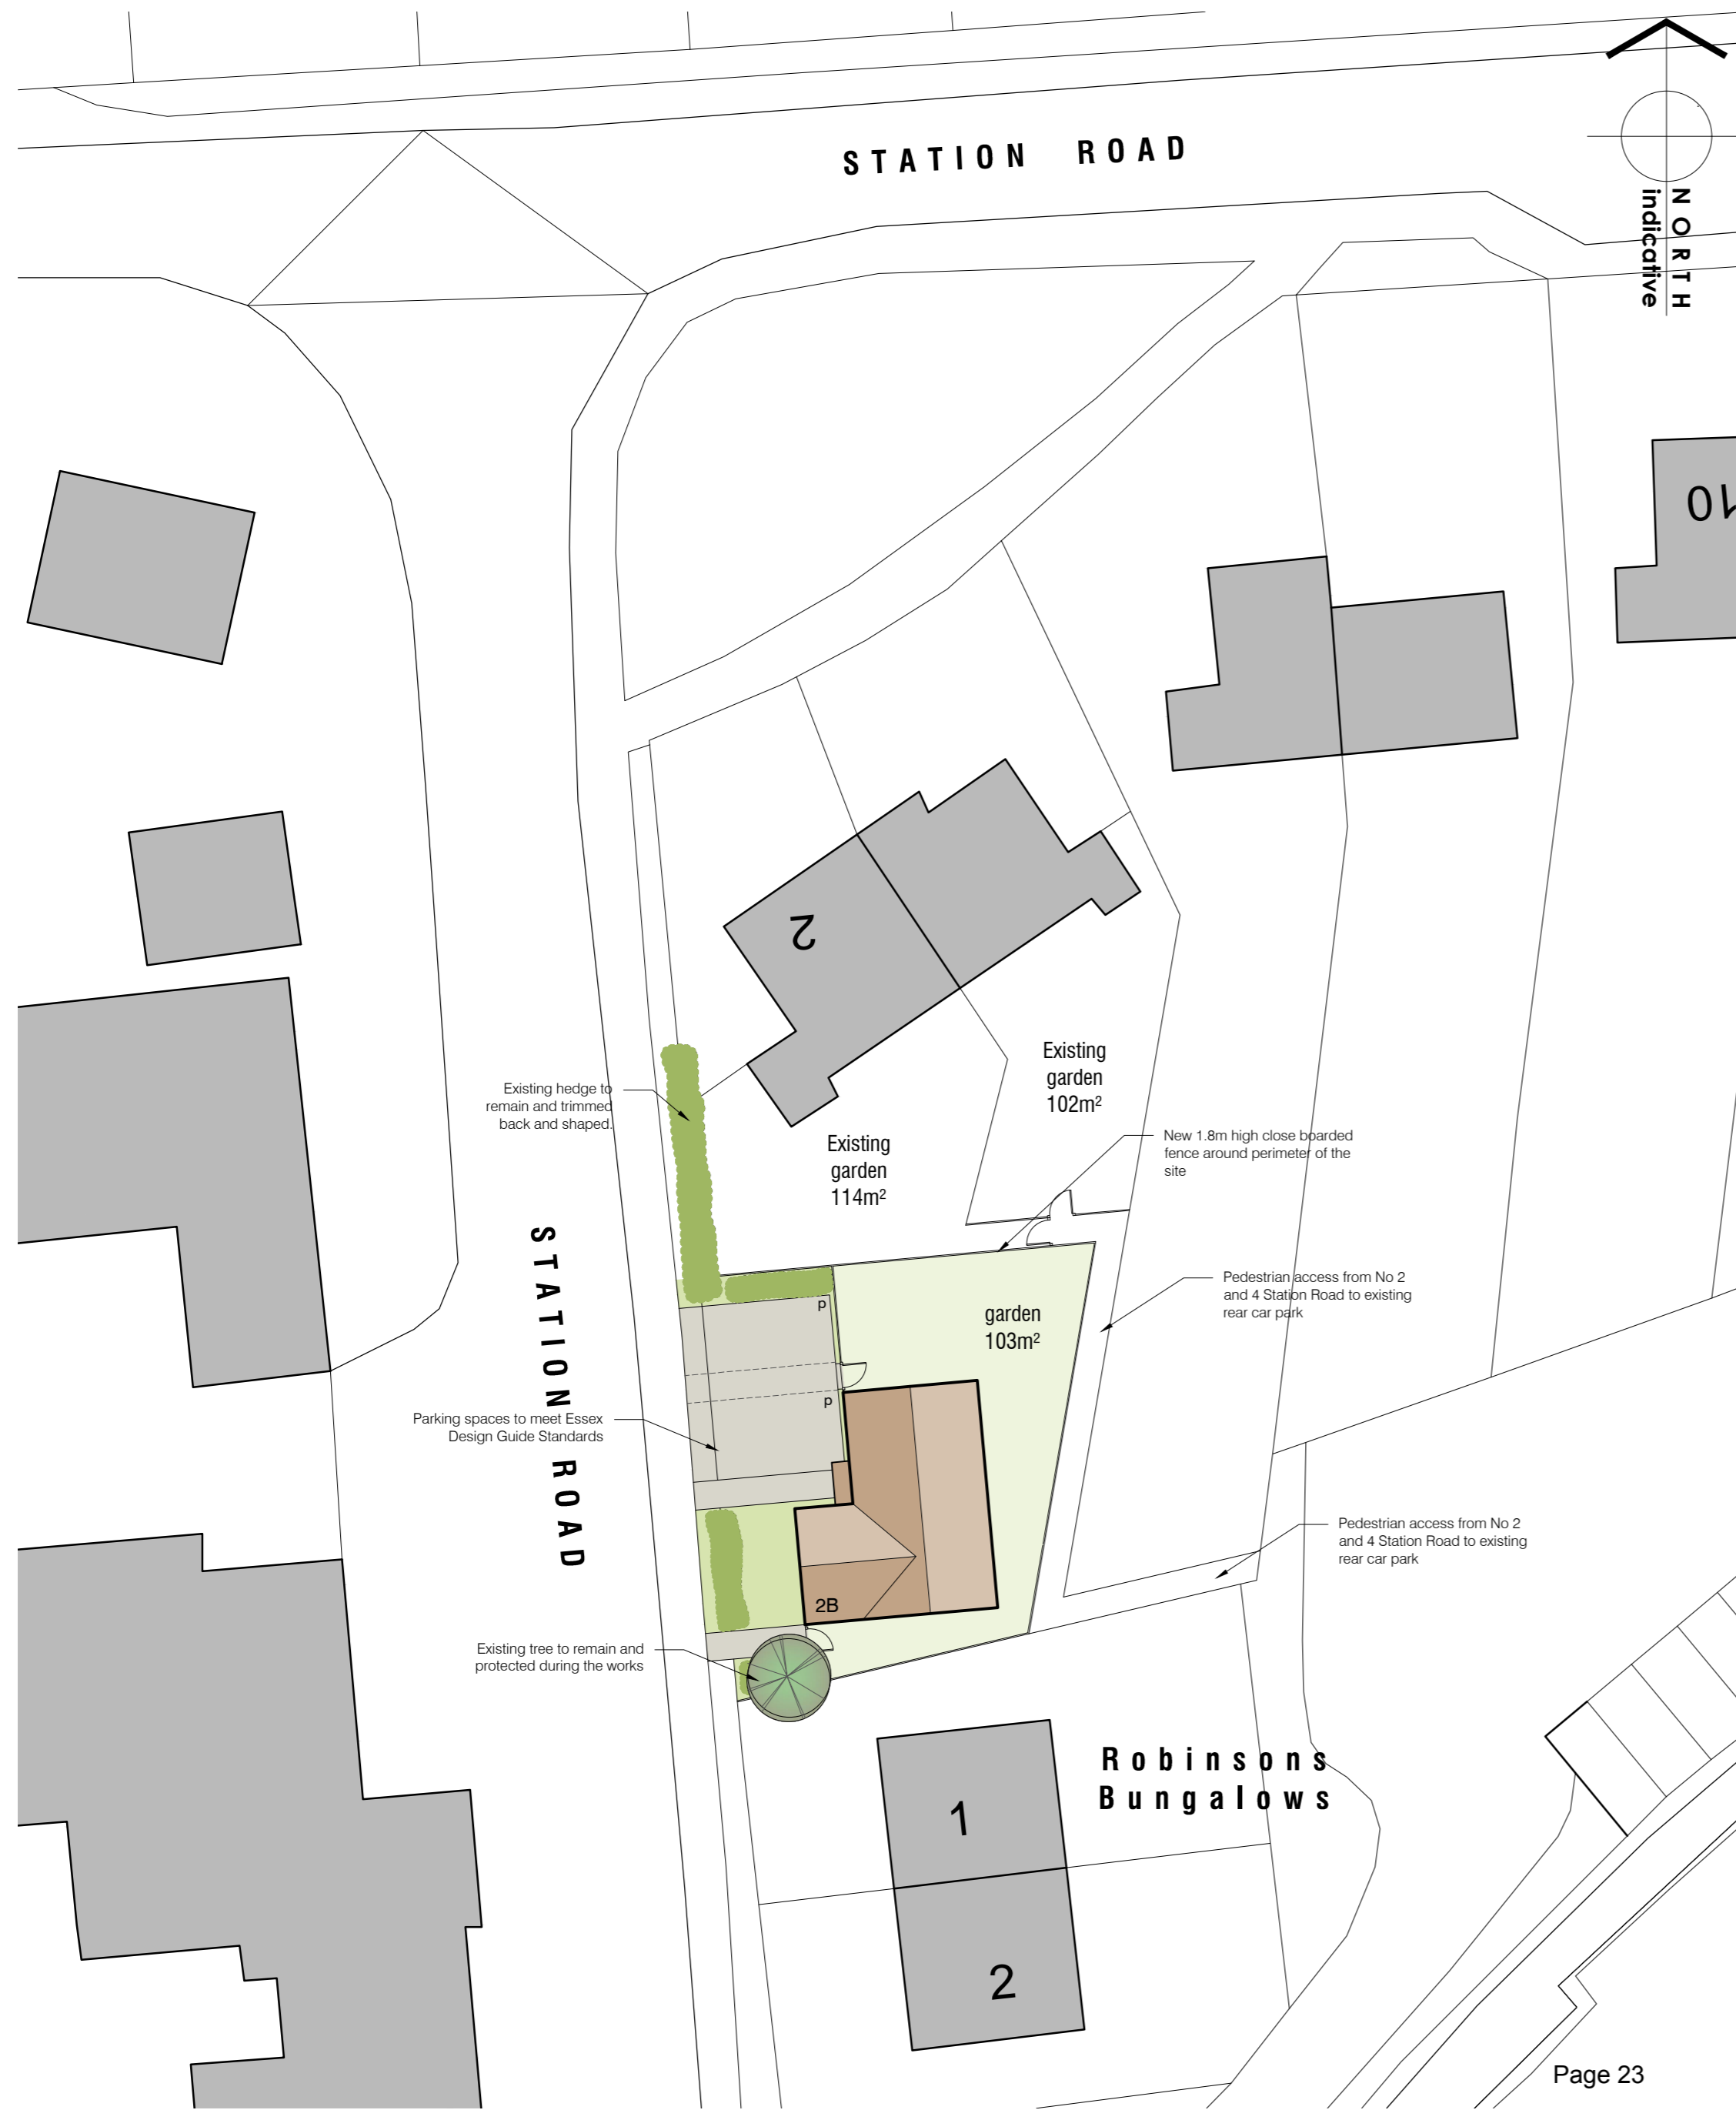 STATION ROAD
NORTH
indicative
10
2
Existing
garden
102m²
Existing hedge to
remain and trimmed
back and shaped.
Existing
garden
114m²
New 1.8m high close boarded
fence around perimeter of the
site
STATION ROAD
Pedestrian access from No 2
and 4 Station Road to existing
rear car park
p
garden
103m²
p
Parking spaces to meet Essex
Design Guide Standards
Pedestrian access from No 2
and 4 Station Road to existing
rear car park
2B
Existing tree to remain and
protected during the works
Robinsons
Bungalows
1
2
Page 23